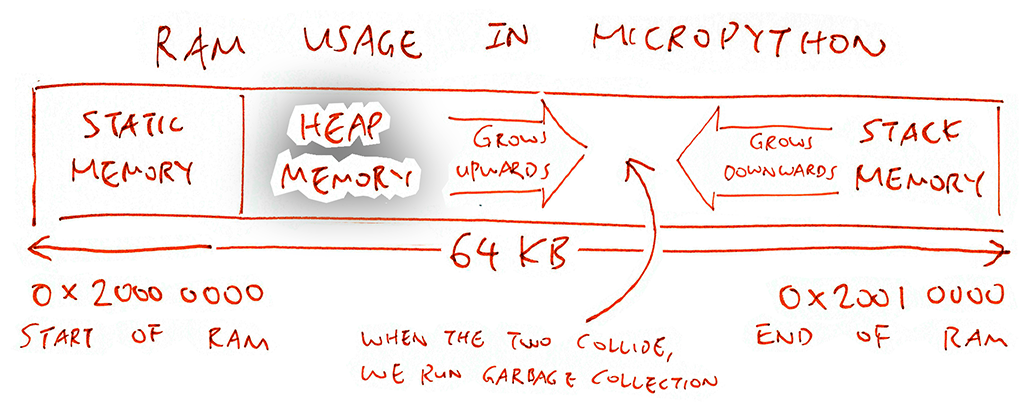 RAM USAGE IN MICROPYTHON
STATIC
MEMORY
HEAP
MEMORY
GROWS
UPWARDS
GROWS
DOWNWARDS
STACK
MEMORY
64 KB
0x2000 0000
START OF RAM
WHEN THE TWO COLLIDE,
WE RUN GARBAGE COLLECTION
0x2001 0000
END OF RAM